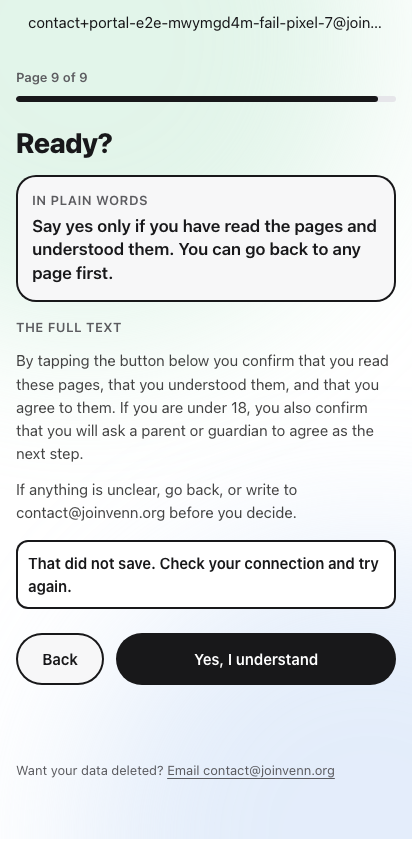 contact+portal-e2e-mwymgd4m-fail-pixel-7@join...
Page 9 of 9
Ready?
IN PLAIN WORDS
Say yes only if you have read the pages and
understood them. You can go back to any
page first.
THE FULL TEXT
By tapping the button below you confirm that you read
these pages, that you understood them, and that you
agree to them. If you are under 18, you also confirm
that you will ask a parent or guardian to agree as the
next step.
If anything is unclear, go back, or write to
contact@joinvenn.org before you decide.
That did not save. Check your connection and try
again.
Back
Yes, I understand
Want your data deleted? Email contact@joinvenn.org